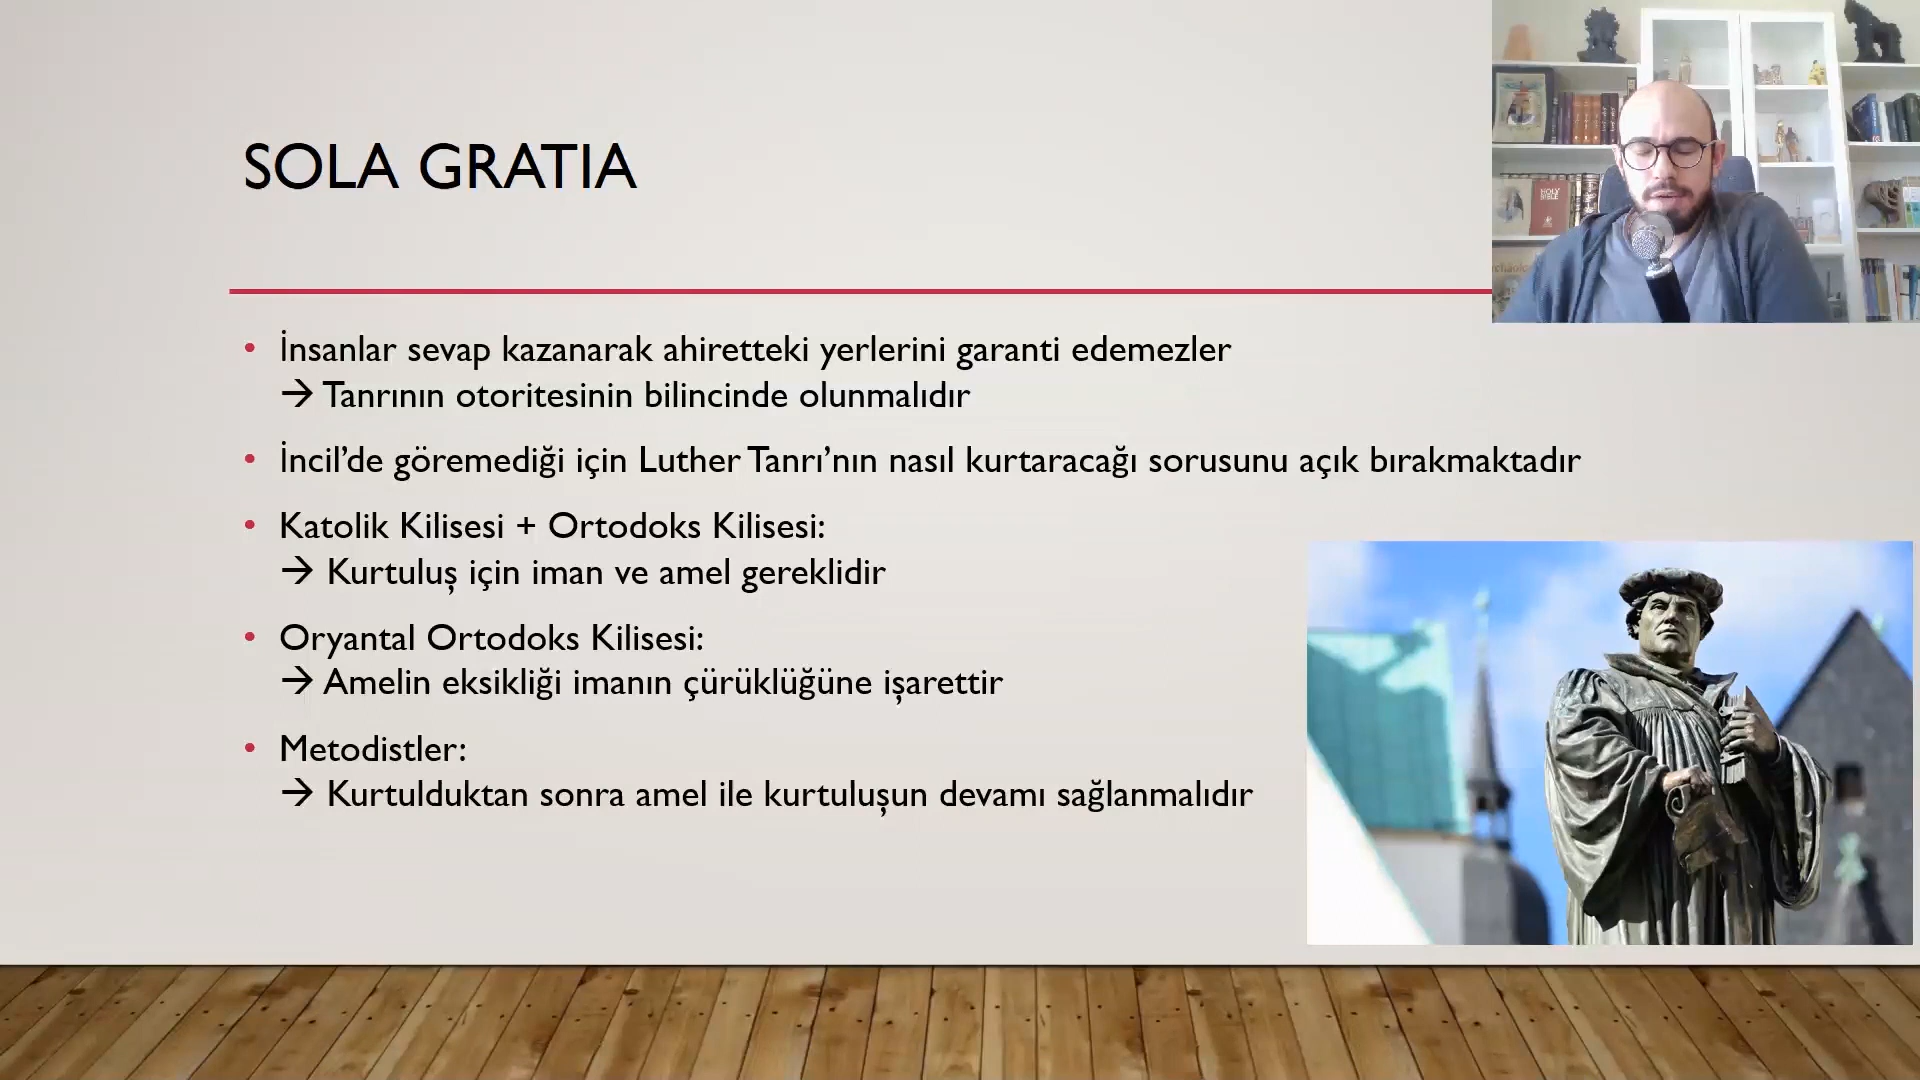 SOLA GRATIA
• İnsanlar sevap kazanarak ahiretteki yerlerini garanti edemezler
→ Tanrının otoritesinin bilincinde olunmalıdır
• İncil’de göremediği için Luther Tanrı’nın nasıl kurtaracağı sorusunu açık bırakmaktadır
• Katolik Kilisesi + Ortodoks Kilisesi:
→ Kurtuluş için iman ve amel gereklidir
• Oryantal Ortodoks Kilisesi:
→ Amelin eksikliği imanın çürüklüğüne işarettir
• Metodistler:
→ Kurtulduktan sonra amel ile kurtuluşun devamı sağlanmalıdır
HOLY
BIBLE